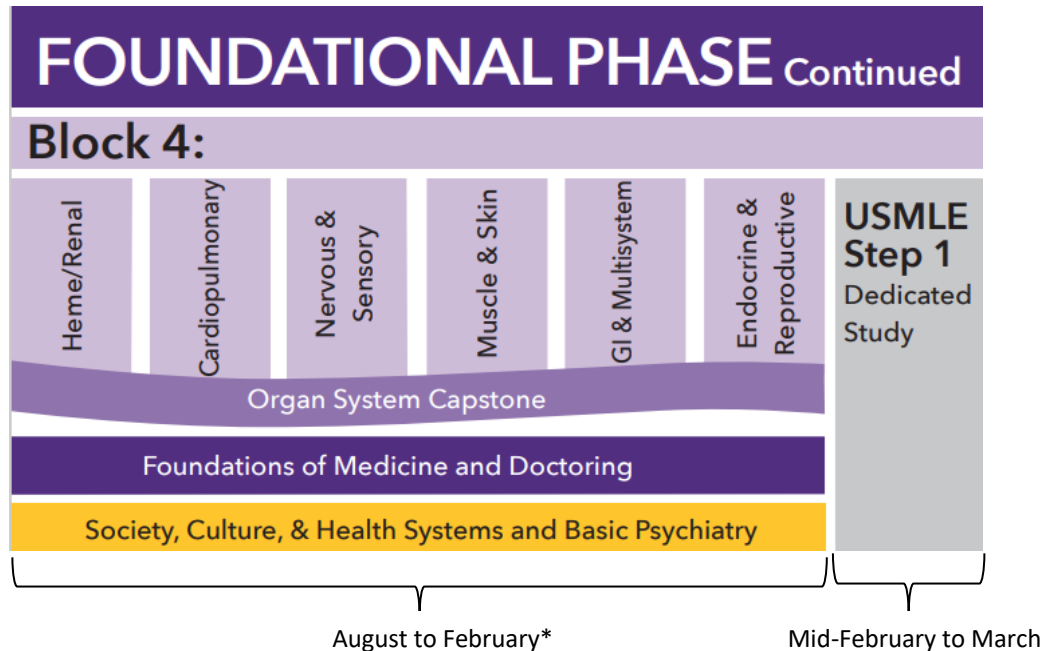 FOUNDATIONAL PHASE Continued
Block 4:
Heme/Renal
Cardiopulmonary
Nervous &
Sensory
Muscle & Skin
GI & Multisystem
Endocrine &
Reproductive
USMLE
Step 1
Dedicated
Study
Organ System Capstone
Foundations of Medicine and Doctoring
Society, Culture, & Health Systems and Basic Psychiatry
August to February*
Mid-February to March